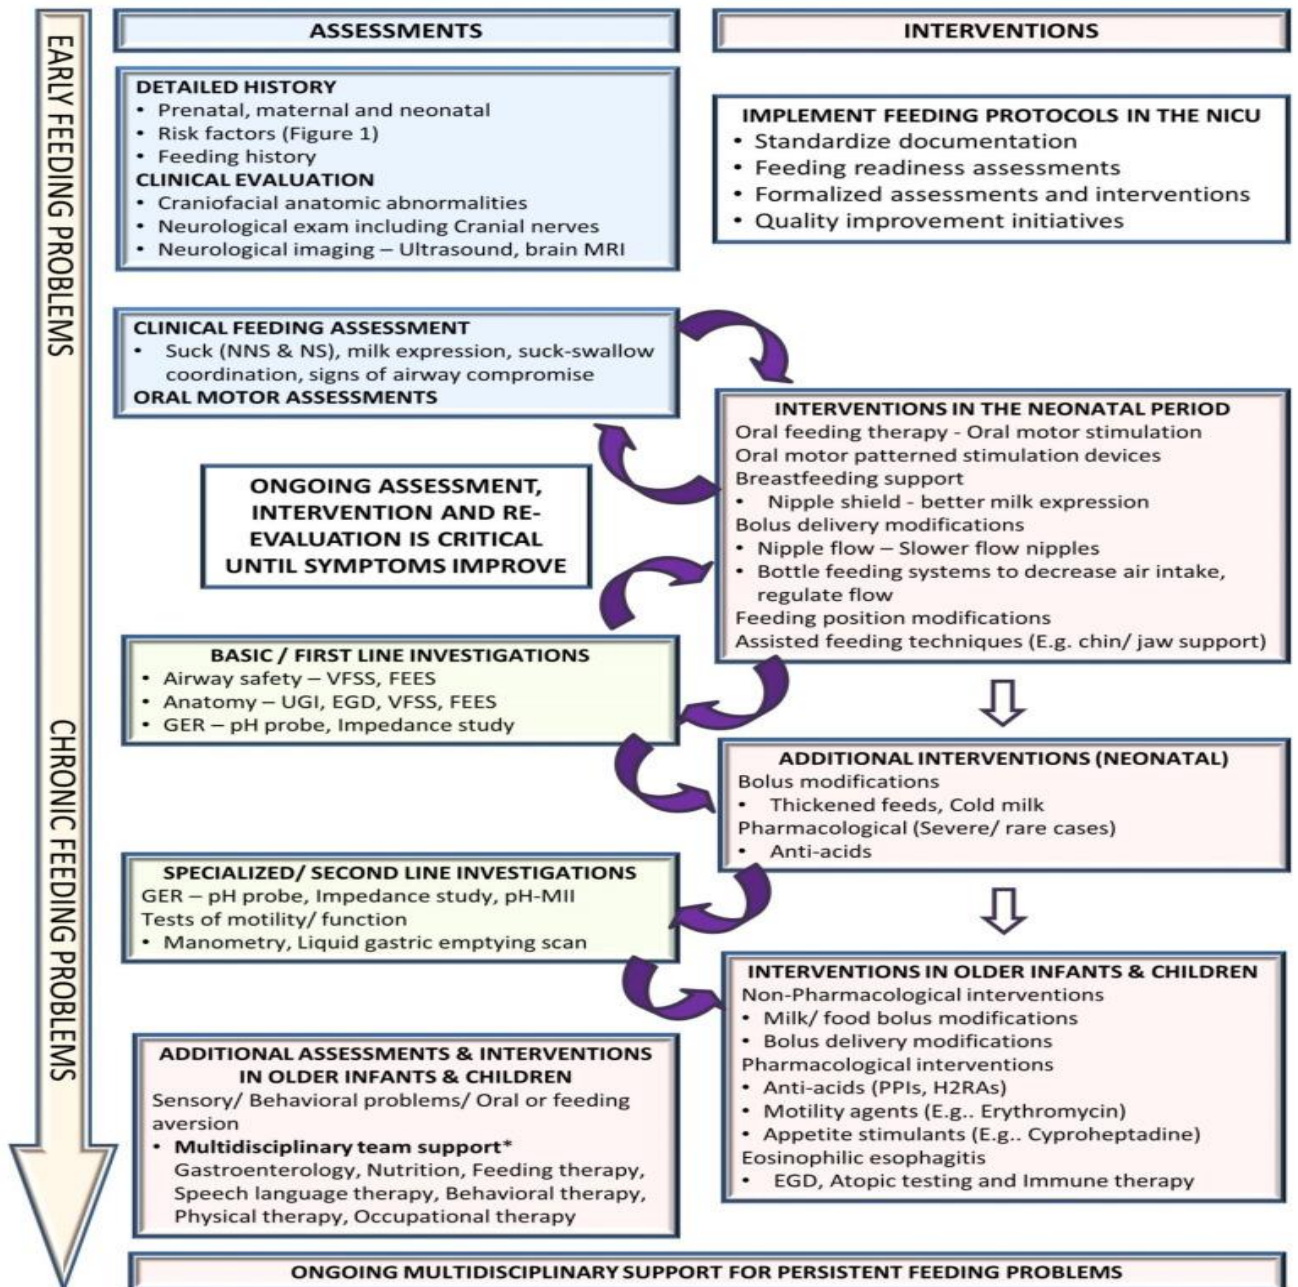 EARLY FEEDING PROBLEMS
CHRONIC FEEDING PROBLEMS
ASSESSMENTS
INTERVENTIONS
DETAILED HISTORY
• Prenatal, maternal and neonatal
• Risk factors (Figure 1)
• Feeding history
CLINICAL EVALUATION
• Craniofacial anatomic abnormalities
• Neurological exam including Cranial nerves
• Neurological imaging – Ultrasound, brain MRI
IMPLEMENT FEEDING PROTOCOLS IN THE NICU
• Standardize documentation
• Feeding readiness assessments
• Formalized assessments and interventions
• Quality improvement initiatives
CLINICAL FEEDING ASSESSMENT
• Suck (NNS & NS), milk expression, suck-swallow
coordination, signs of airway compromise
ORAL MOTOR ASSESSMENTS
INTERVENTIONS IN THE NEONATAL PERIOD
Oral feeding therapy - Oral motor stimulation
Oral motor patterned stimulation devices
Breastfeeding support
• Nipple shield - better milk expression
Bolus delivery modifications
• Nipple flow – Slower flow nipples
• Bottle feeding systems to decrease air intake,
regulate flow
Feeding position modifications
Assisted feeding techniques (E.g. chin/ jaw support)
ONGOING ASSESSMENT,
INTERVENTION AND RE-
EVALUATION IS CRITICAL
UNTIL SYMPTOMS IMPROVE
BASIC / FIRST LINE INVESTIGATIONS
• Airway safety – VFSS, FEES
• Anatomy – UGI, EGD, VFSS, FEES
• GER – pH probe, Impedance study
ADDITIONAL INTERVENTIONS (NEONATAL)
Bolus modifications
• Thickened feeds, Cold milk
Pharmacological (Severe/ rare cases)
• Anti-acids
SPECIALIZED/ SECOND LINE INVESTIGATIONS
GER – pH probe, Impedance study, pH-MII
Tests of motility/ function
• Manometry, Liquid gastric emptying scan
INTERVENTIONS IN OLDER INFANTS & CHILDREN
Non-Pharmacological interventions
• Milk/ food bolus modifications
• Bolus delivery modifications
Pharmacological interventions
• Anti-acids (PPIs, H2RAs)
• Motility agents (E.g.. Erythromycin)
• Appetite stimulants (E.g.. Cyproheptadine)
Eosinophilic esophagitis
• EGD, Atopic testing and Immune therapy
ADDITIONAL ASSESSMENTS & INTERVENTIONS
IN OLDER INFANTS & CHILDREN
Sensory/ Behavioral problems/ Oral or feeding
aversion
• Multidisciplinary team support*
Gastroenterology, Nutrition, Feeding therapy,
Speech language therapy, Behavioral therapy,
Physical therapy, Occupational therapy
ONGOING MULTIDISCIPLINARY SUPPORT FOR PERSISTENT FEEDING PROBLEMS